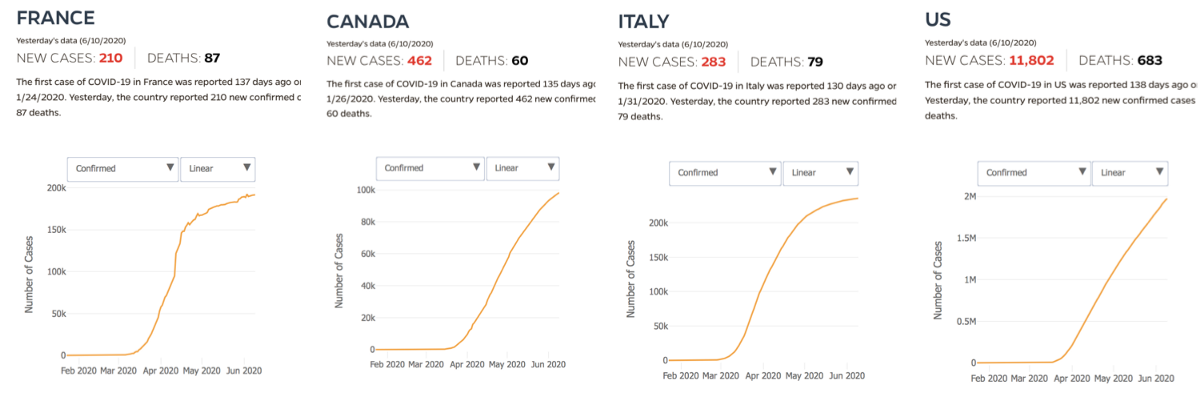 FRANCE
Yesterday's data (6/10/2020)
NEW CASES: 210 DEATHS: 87
The first case of COVID-19 in France was reported 137 days ago or
1/24/2020. Yesterday, the country reported 210 new confirmed c
87 deaths.
Confirmed Linear
200k
150k
100k
50k
0
Number of Cases
Feb 2020 Mar 2020 Apr 2020 May 2020 Jun 2020
CANADA
Yesterday's data (6/10/2020)
NEW CASES: 462 DEATHS: 60
The first case of COVID-19 in Canada was reported 135 days ago
1/26/2020. Yesterday, the country reported 462 new confirmed
60 deaths.
Confirmed Linear
100k
80k
60k
40k
20k
0
Number of Cases
Feb 2020 Mar 2020 Apr 2020 May 2020 Jun 2020
ITALY
Yesterday's data (6/10/2020)
NEW CASES: 283 DEATHS: 79
The first case of COVID-19 in Italy was reported 130 days ago or
1/31/2020. Yesterday, the country reported 283 new confirmed
79 deaths.
Confirmed Linear
200k
150k
100k
50k
0
Number of Cases
Feb 2020 Mar 2020 Apr 2020 May 2020 Jun 2020
US
Yesterday's data (6/10/2020)
NEW CASES: 11,802 DEATHS: 683
The first case of COVID-19 in US was reported 138 days ago o
Yesterday, the country reported 11,802 new confirmed cases
deaths.
Confirmed Linear
2M
1.5M
1M
0.5M
0
Number of Cases
Feb 2020 Mar 2020 Apr 2020 May 2020 Jun 2020